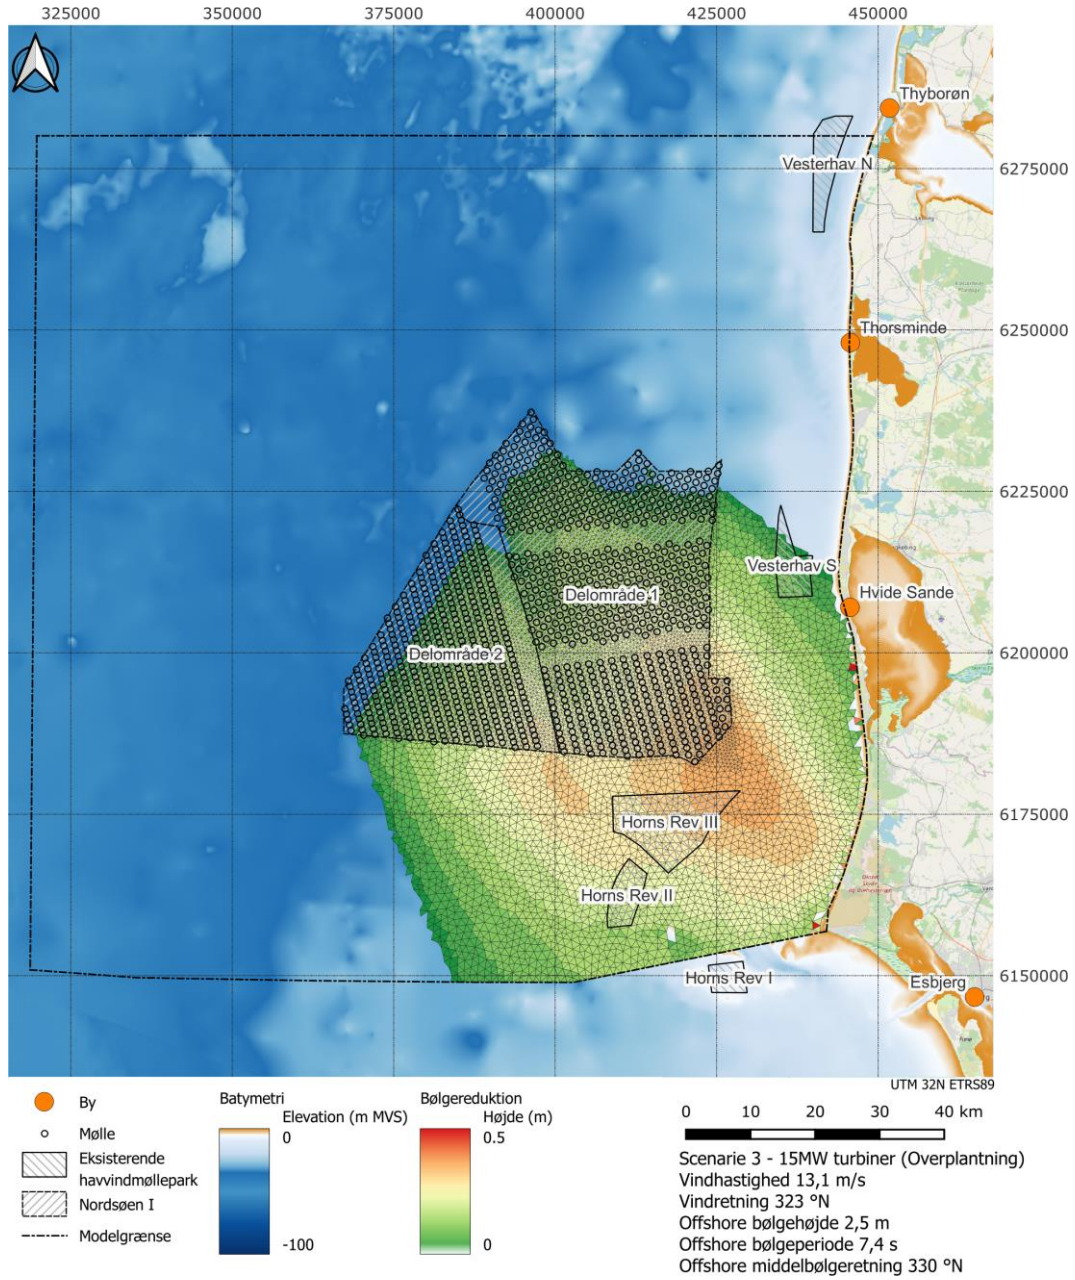 325000 350000 375000 400000 425000 450000
Thyborøn
Vesterhav N
6275000
Thorsminde
6250000
6225000
Vesterhav S
Hvide Sande
Delområde 1
Delområde 2
6200000
6175000
Horns Rev III
Horns Rev II
6150000
Horns Rev I
Esbjerg
UTM 32N ETRS89
By
Mølle
Eksisterende
havvindmøllepark
Nordsøen I
Modelgrænse
Batymetri
Elevation (m MVS)
0
-100
Bølgereduktion
Højde (m)
0.5
0
0 10 20 30 40 km
Scenarie 3 - 15MW turbiner (Overplantning)
Vindhastighed 13,1 m/s
Vindretning 323 °N
Offshore bølgehøjde 2,5 m
Offshore bølgeperiode 7,4 s
Offshore middelbølgeretning 330 °N